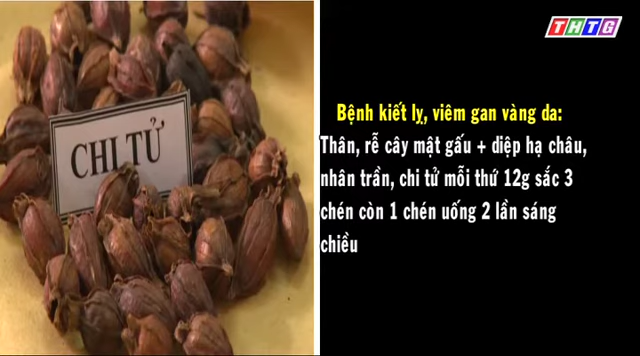 CHI TỬ
THTG
Bệnh kiết lỵ, viêm gan vàng da:
Thân, rễ cây mật gấu + diệp hạ châu,
nhân trần, chi tử mỗi thứ 12g sắc 3
chén còn 1 chén uống 2 lần sáng
chiều